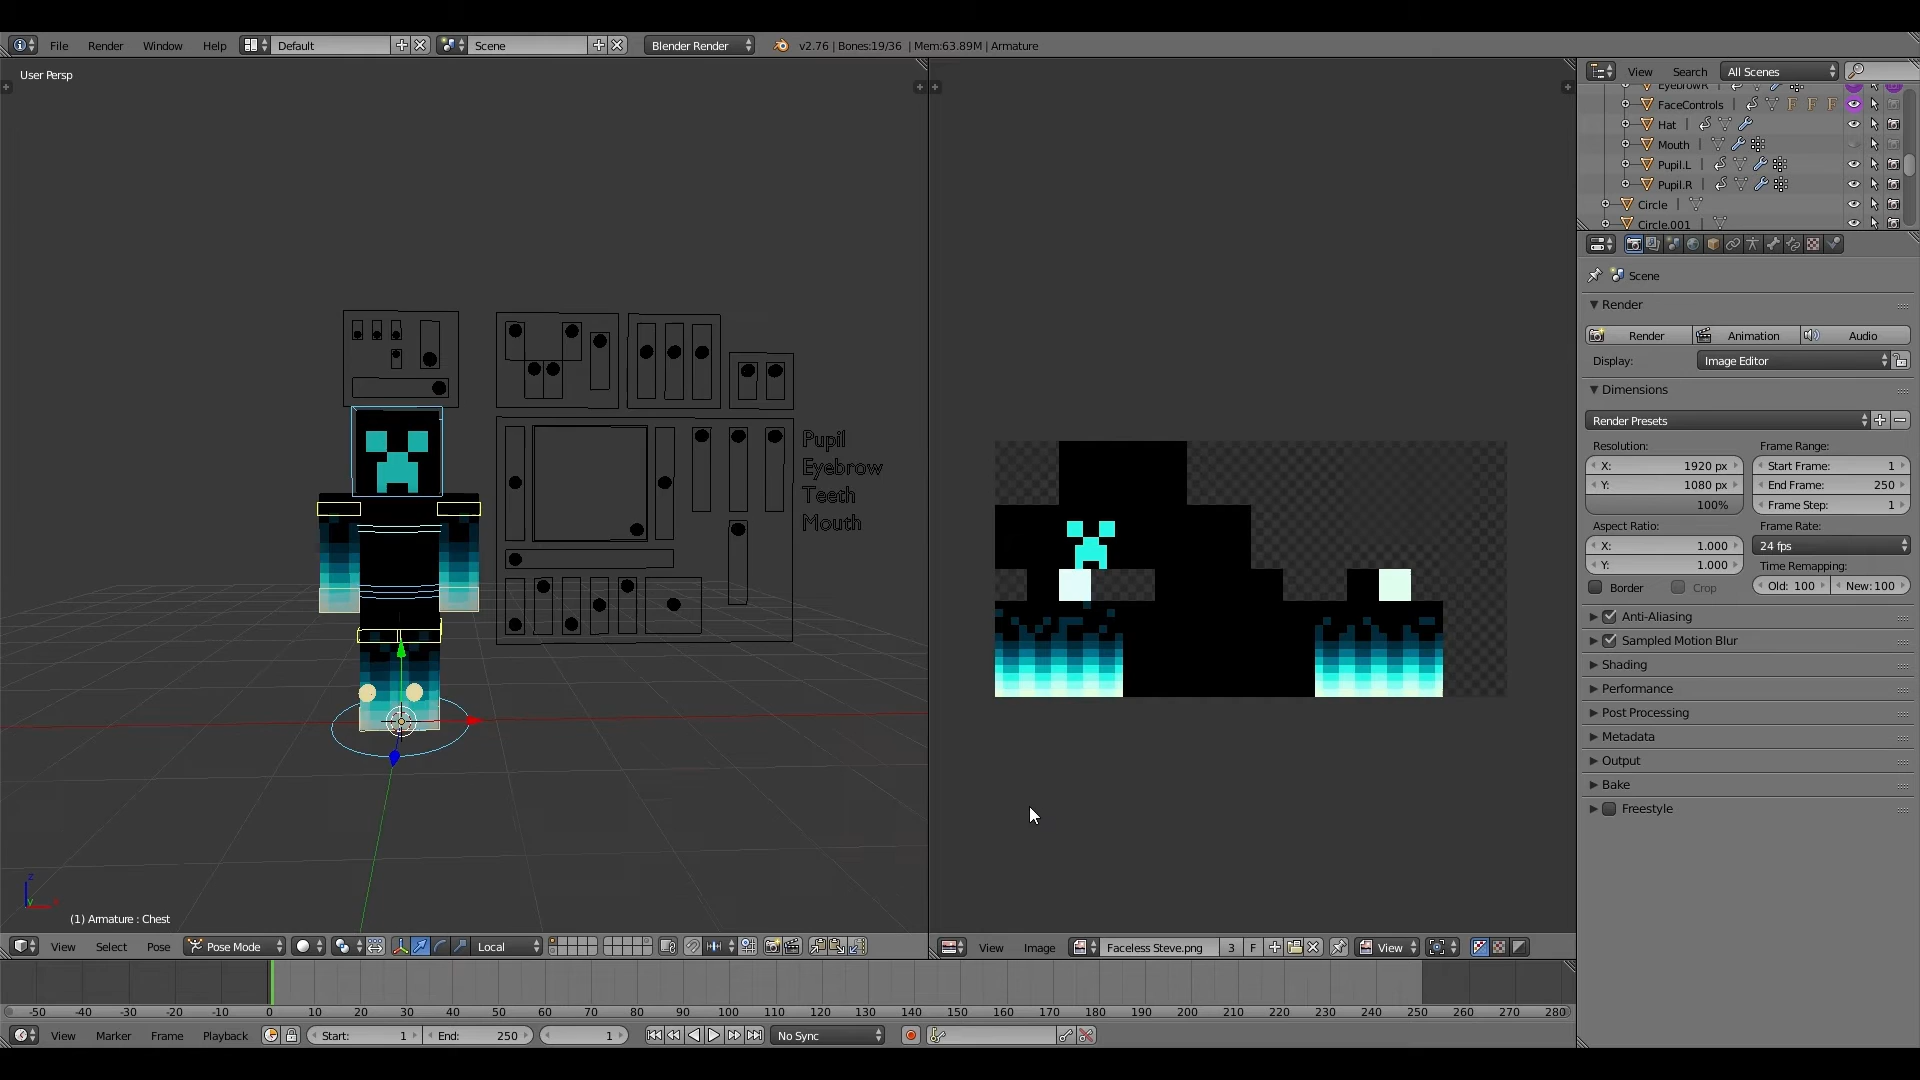 File Render Window Help Default Scene Blender Render v2.76 | Bones:19/36 | Mem:63.89M | Armature
User Persp
Pupil
Eyebrow
Teeth
Mouth
(1) Armature : Chest
View Select Pose Pose Mode Local
View Image Faceless Steve.png 3 F View
View Search All Scenes
EyebrowR
FaceControls
Hat
Mouth
Pupil.L
Pupil.R
Circle
Circle.001
Scene
Render
Render Animation Audio
Display: Image Editor
Dimensions
Render Presets
Resolution: Frame Range:
X: 1920 px Start Frame: 1
Y: 1080 px End Frame: 250
100% Frame Step: 1
Aspect Ratio: Frame Rate:
X: 1.000 24 fps
Y: 1.000 Time Remapping:
Border Crop Old: 100 New: 100
Anti-Aliasing
Sampled Motion Blur
Shading
Performance
Post Processing
Metadata
Output
Bake
Freestyle
-50 -40 -30 -20 -10 0 10 20 30 40 50 60 70 80 90 100 110 120 130 140 150 160 170 180 190 200 210 220 230 240 250 260 270 280
View Marker Frame Playback Start: 1 End: 250 1 No Sync